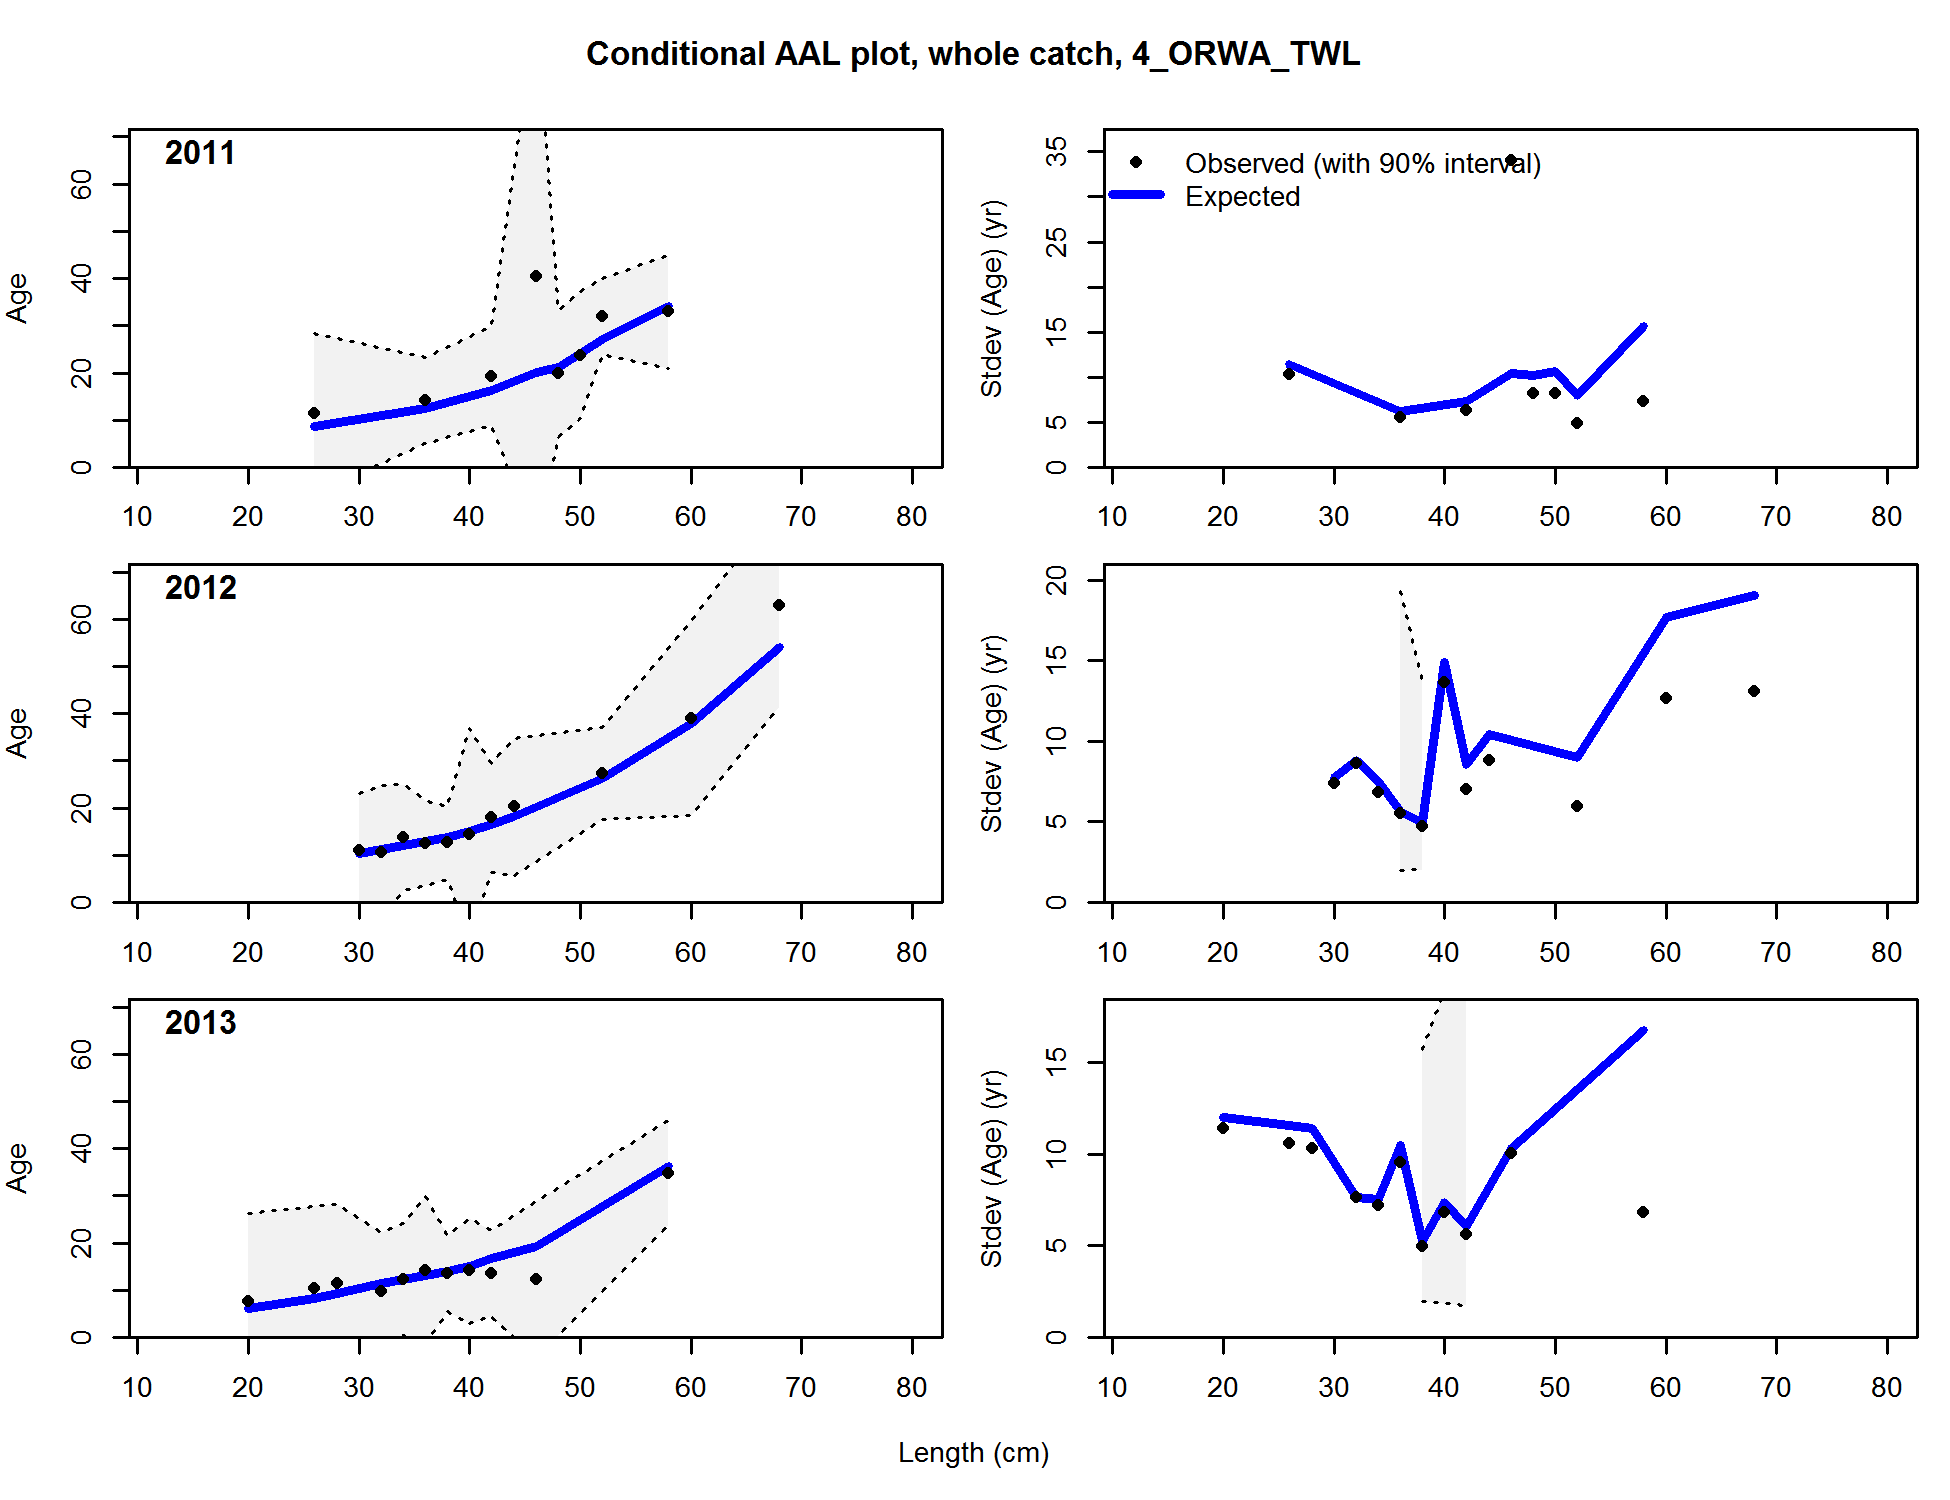 Conditional AAL plot, whole catch, 4_ORWA_TWL
2011
Age
0 20 40 60
10 20 30 40 50 60 70 80
Observed (with 90% interval)
Expected
Stdev (Age) (yr)
0 5 15 25 35
10 20 30 40 50 60 70 80
2012
Age
0 20 40 60
10 20 30 40 50 60 70 80
Stdev (Age) (yr)
0 5 10 15 20
10 20 30 40 50 60 70 80
2013
Age
0 20 40 60
10 20 30 40 50 60 70 80
Stdev (Age) (yr)
0 5 10 15
10 20 30 40 50 60 70 80
Length (cm)